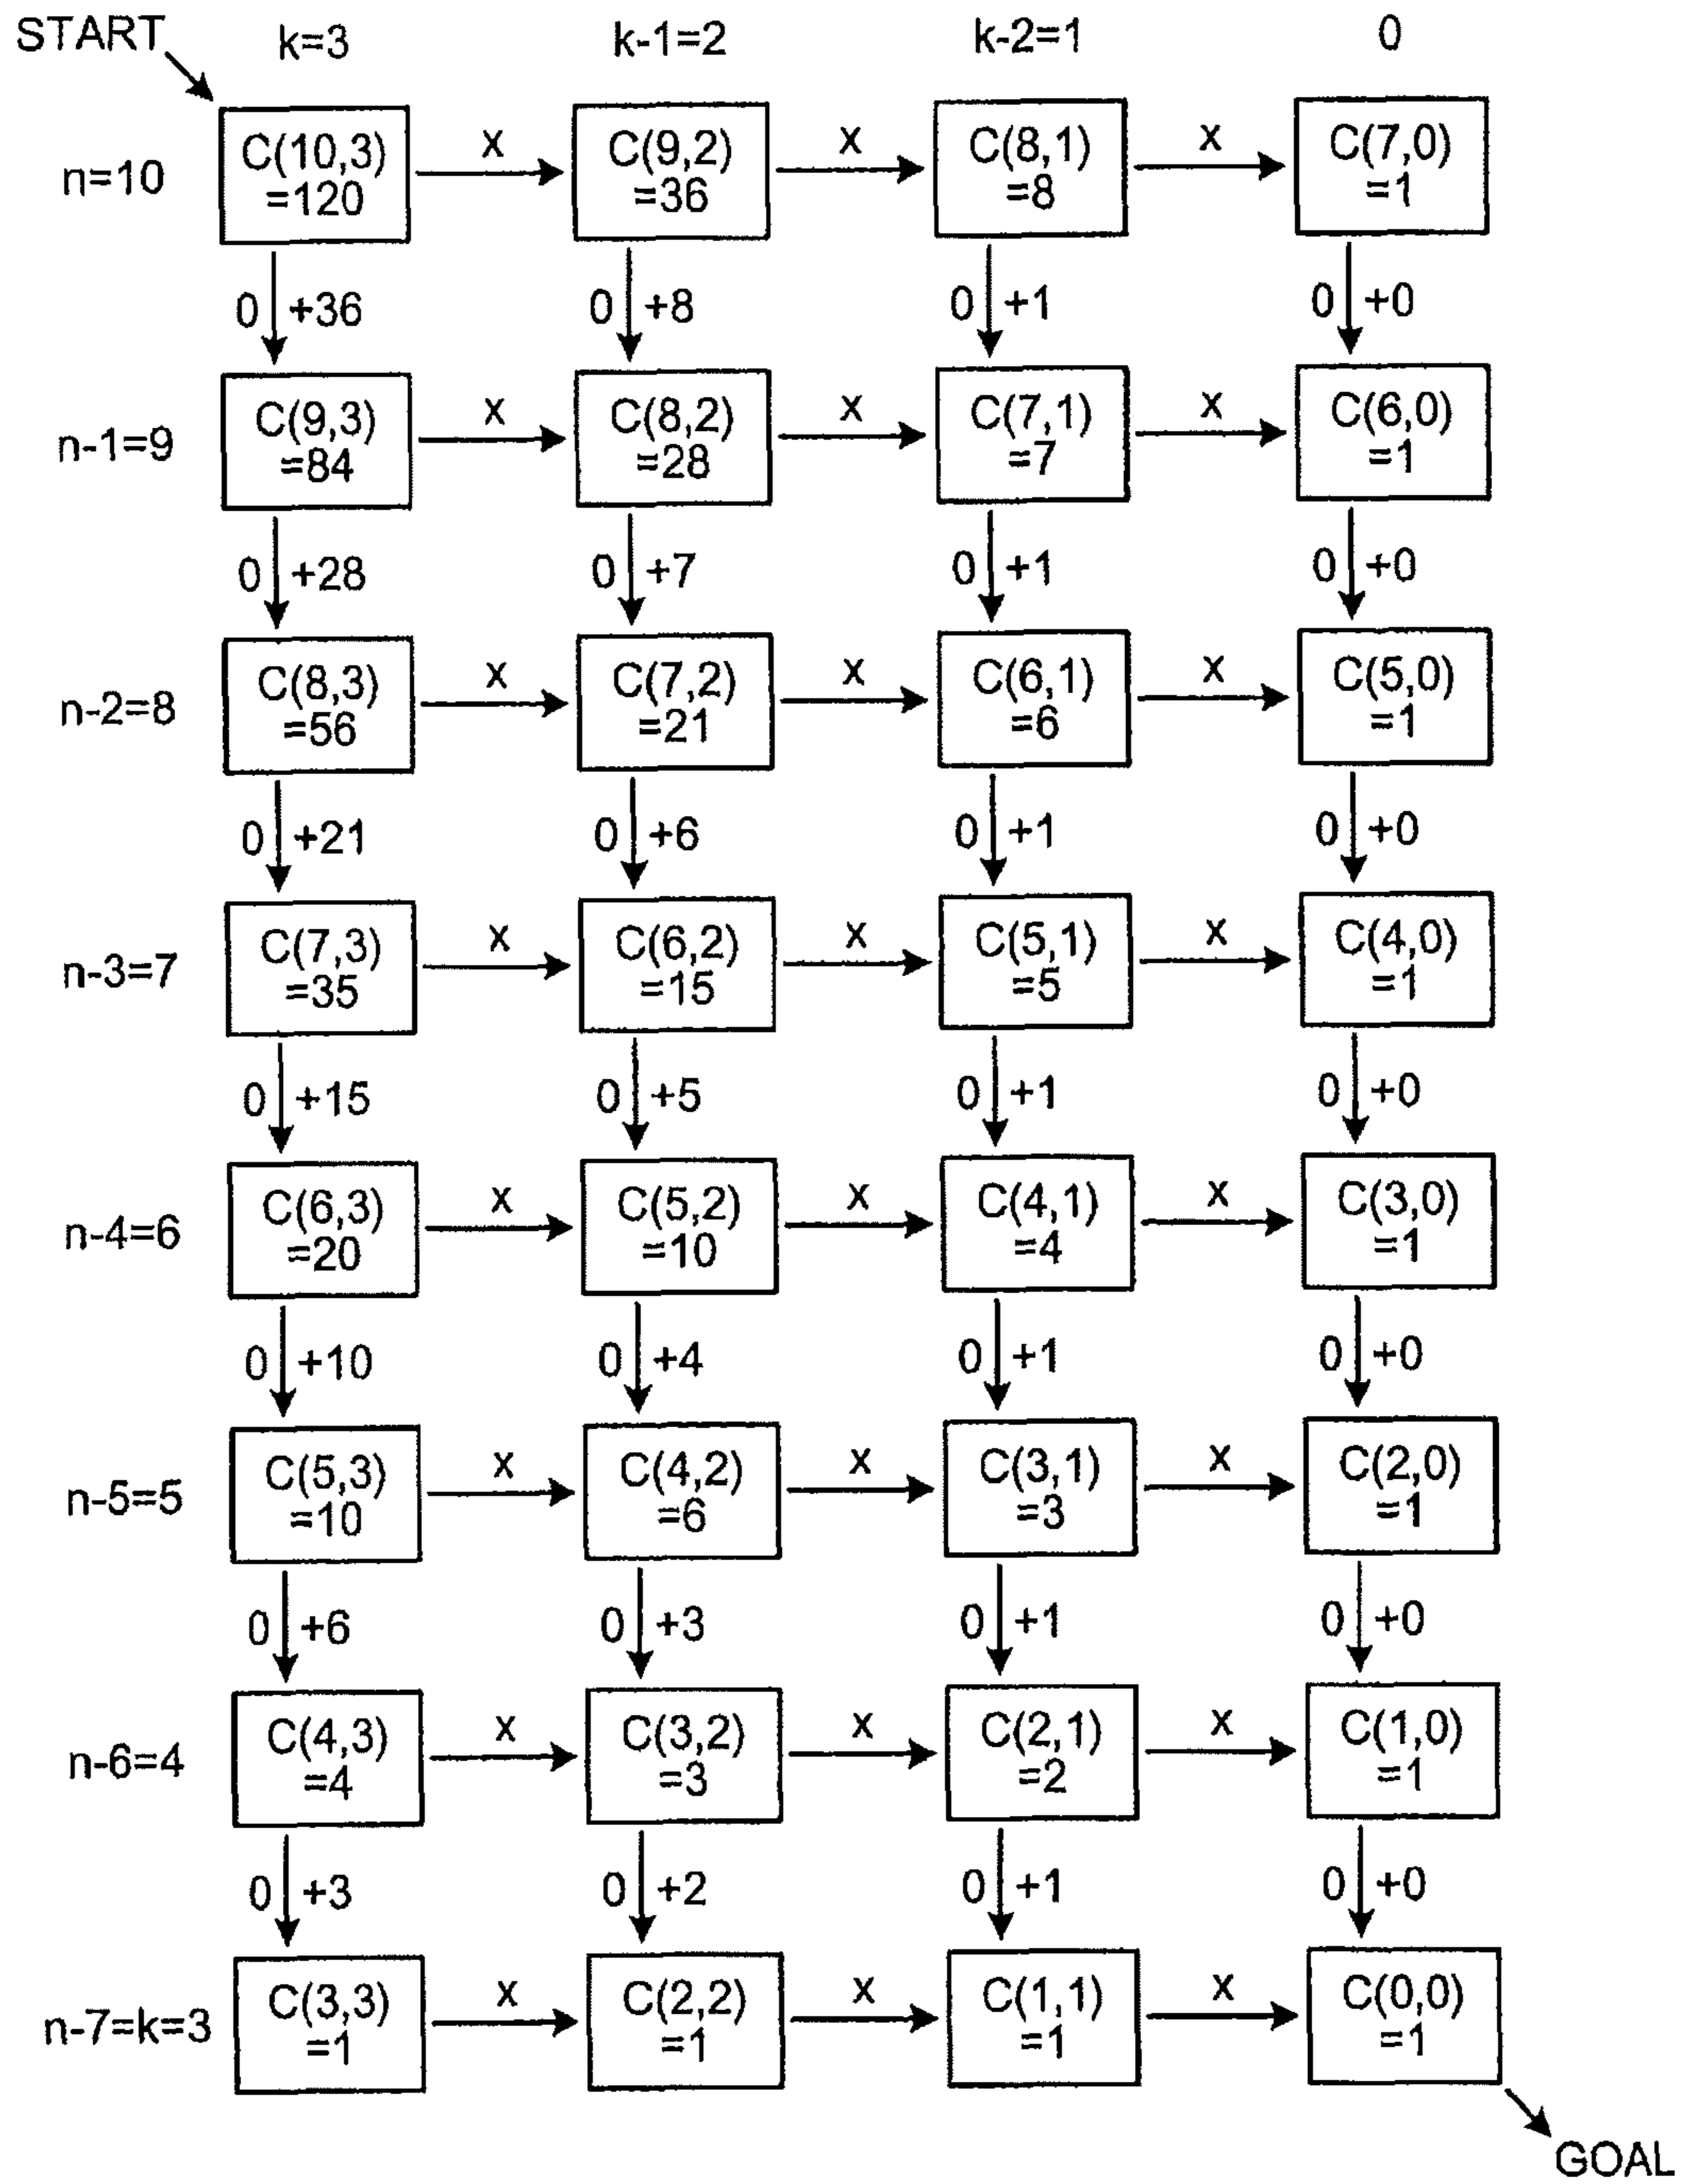 START k=3 k-1=2 k-2=1 0
n=10 C(10,3) x C(9,2) x C(8,1) x C(7,0)
=120 =36 =8 =1
0 +36 0 +8 0 +1 0 +0
n-1=9 C(9,3) x C(8,2) x C(7,1) x C(6,0)
=84 =28 =7 =1
0 +28 0 +7 0 +1 0 +0
n-2=8 C(8,3) x C(7,2) x C(6,1) x C(5,0)
=56 =21 =6 =1
0 +21 0 +6 0 +1 0 +0
n-3=7 C(7,3) x C(6,2) x C(5,1) x C(4,0)
=35 =15 =5 =1
0 +15 0 +5 0 +1 0 +0
n-4=6 C(6,3) x C(5,2) x C(4,1) x C(3,0)
=20 =10 =4 =1
0 +10 0 +4 0 +1 0 +0
n-5=5 C(5,3) x C(4,2) x C(3,1) x C(2,0)
=10 =6 =3 =1
0 +6 0 +3 0 +1 0 +0
n-6=4 C(4,3) x C(3,2) x C(2,1) x C(1,0)
=4 =3 =2 =1
0 +3 0 +2 0 +1 0 +0
n-7=k=3 C(3,3) x C(2,2) x C(1,1) x C(0,0)
=1 =1 =1 =1
GOAL